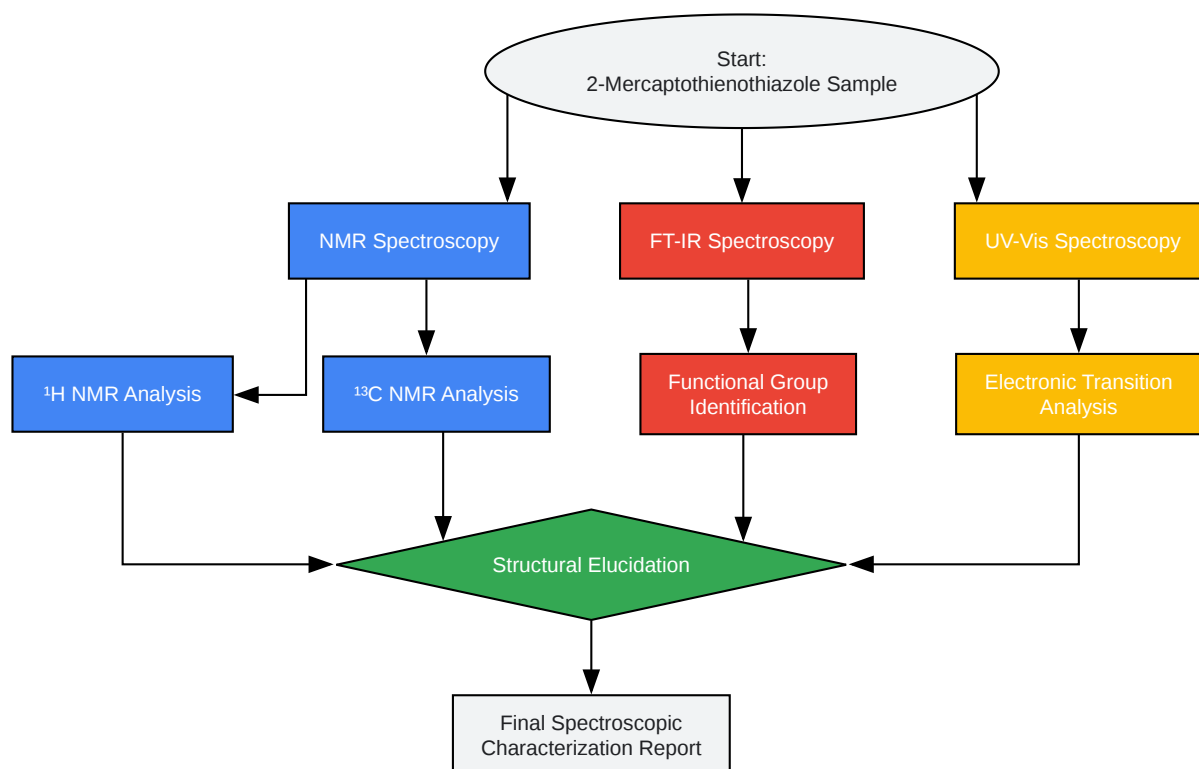 Start:
2-Mercaptothienothiazole Sample
NMR Spectroscopy
FT-IR Spectroscopy
UV-Vis Spectroscopy
¹H NMR Analysis
¹³C NMR Analysis
Functional Group
Identification
Electronic Transition
Analysis
Structural Elucidation
Final Spectroscopic
Characterization Report